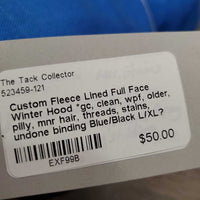 The Tack Collector
523459-121
Custom Fleece Lined Full Face
Winter Hood *gc, clean, wpf, older,
pilly, mnr hair, threads, stains,
undone binding Blue/Black L/XL?
$50.00
EXF99B